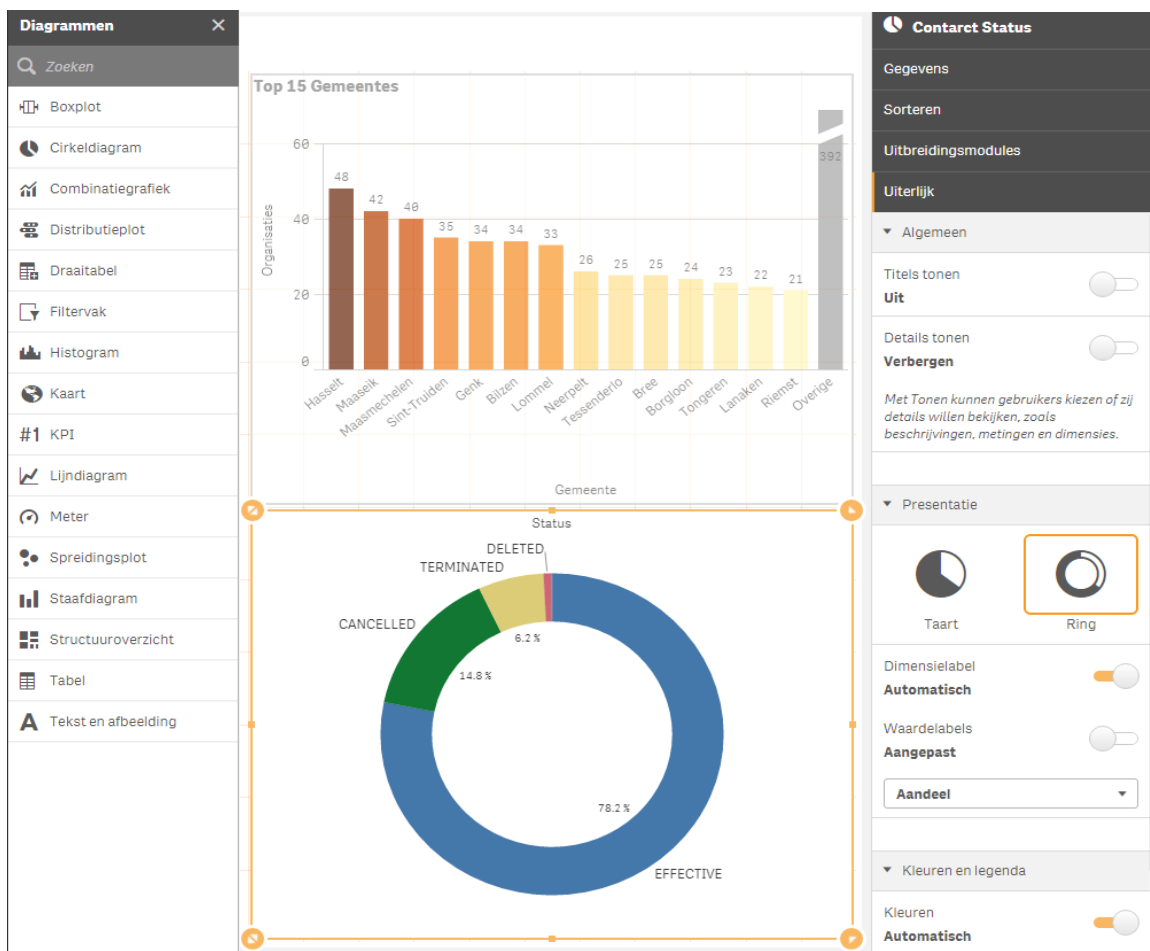 Diagrammen
Zoeken
Boxplot
Cirkeldiagram
Combinatiegrafiek
Distributieplot
Draaitabel
Filtervak
Histogram
Kaart
#1 KPI
Lijndiagram
Meter
Spreidingsplot
Staafdiagram
Structuuroverzicht
Tabel
A Tekst en afbeelding
Top 15 Gemeentes
Organisaties
60
40
20
0
48
42
40
35
34
34
33
26
25
25
24
23
22
21
392
Hasselt
Maaseik
Maasmechelen
Sint-Truiden
Genk
Bilzen
Lommel
Neerpelt
Tessenderlo
Bree
Borgloon
Tongeren
Lanaken
Riemst
Overige
Gemeente
Status
DELETED
TERMINATED
CANCELLED
6.2 %
14.8 %
78.2 %
EFFECTIVE
Contarct Status
Gegevens
Sorteren
Uitbreidingsmodules
Uiterlijk
Algemeen
Titels tonen
Uit
Details tonen
Verbergen
Met Tonen kunnen gebruikers kiezen of zij
details willen bekijken, zoals
beschrijvingen, metingen en dimensies.
Presentatie
Taart
Ring
Dimensielabel
Automatisch
Waardelabels
Aangepast
Aandeel
Kleuren en legenda
Kleuren
Automatisch